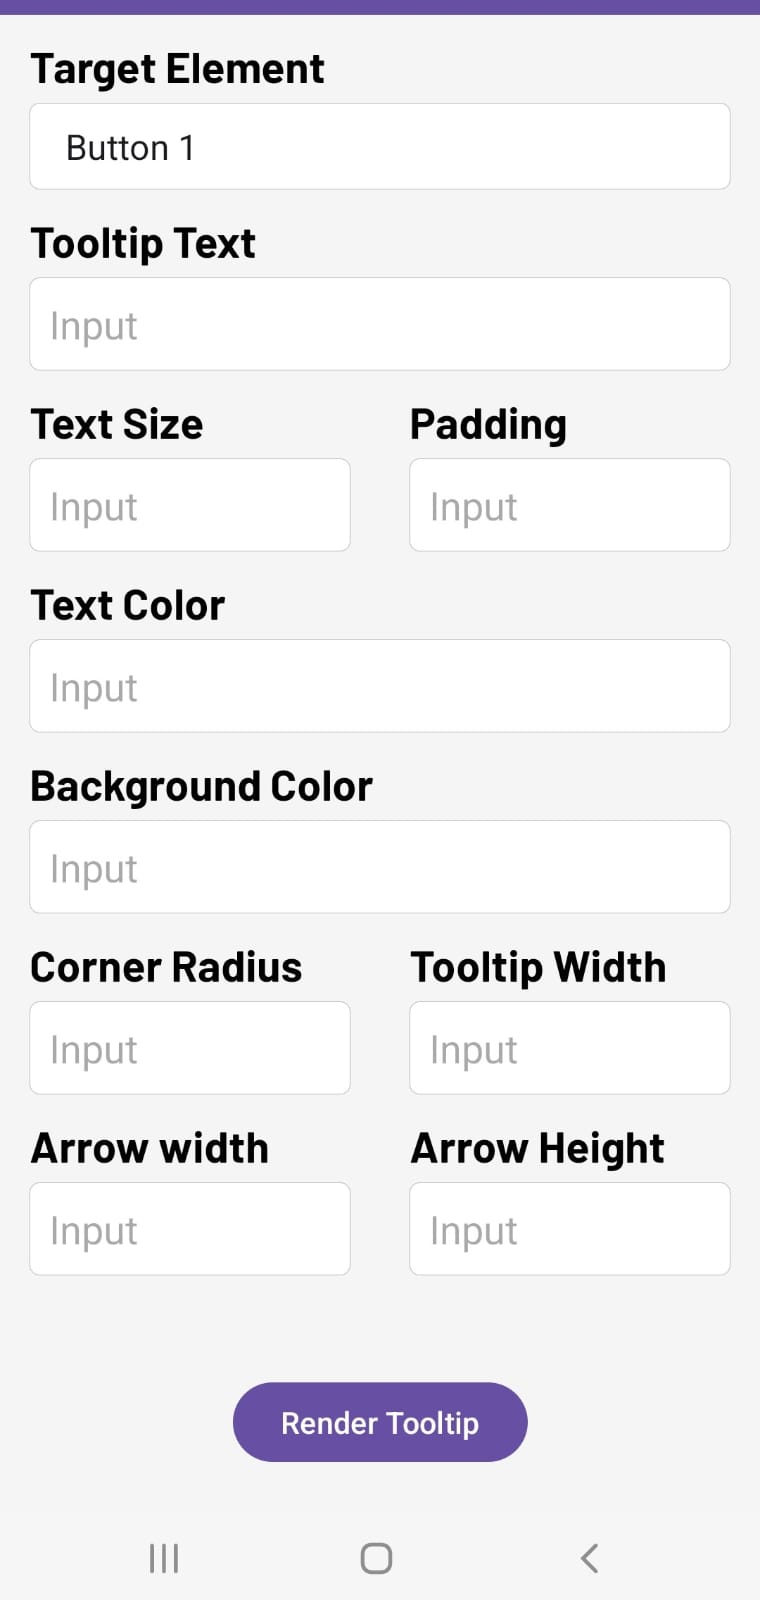 Target Element
Button 1
Tooltip Text
Input
Text Size Padding
Input Input
Text Color
Input
Background Color
Input
Corner Radius Tooltip Width
Input Input
Arrow width Arrow Height
Input Input
Render Tooltip